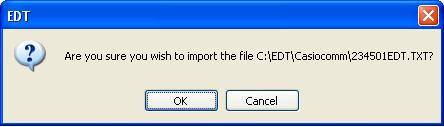 EDT
Are you sure you wish to import the file C:\EDT\Casiocomm\234501EDT.TXT?
OK
Cancel